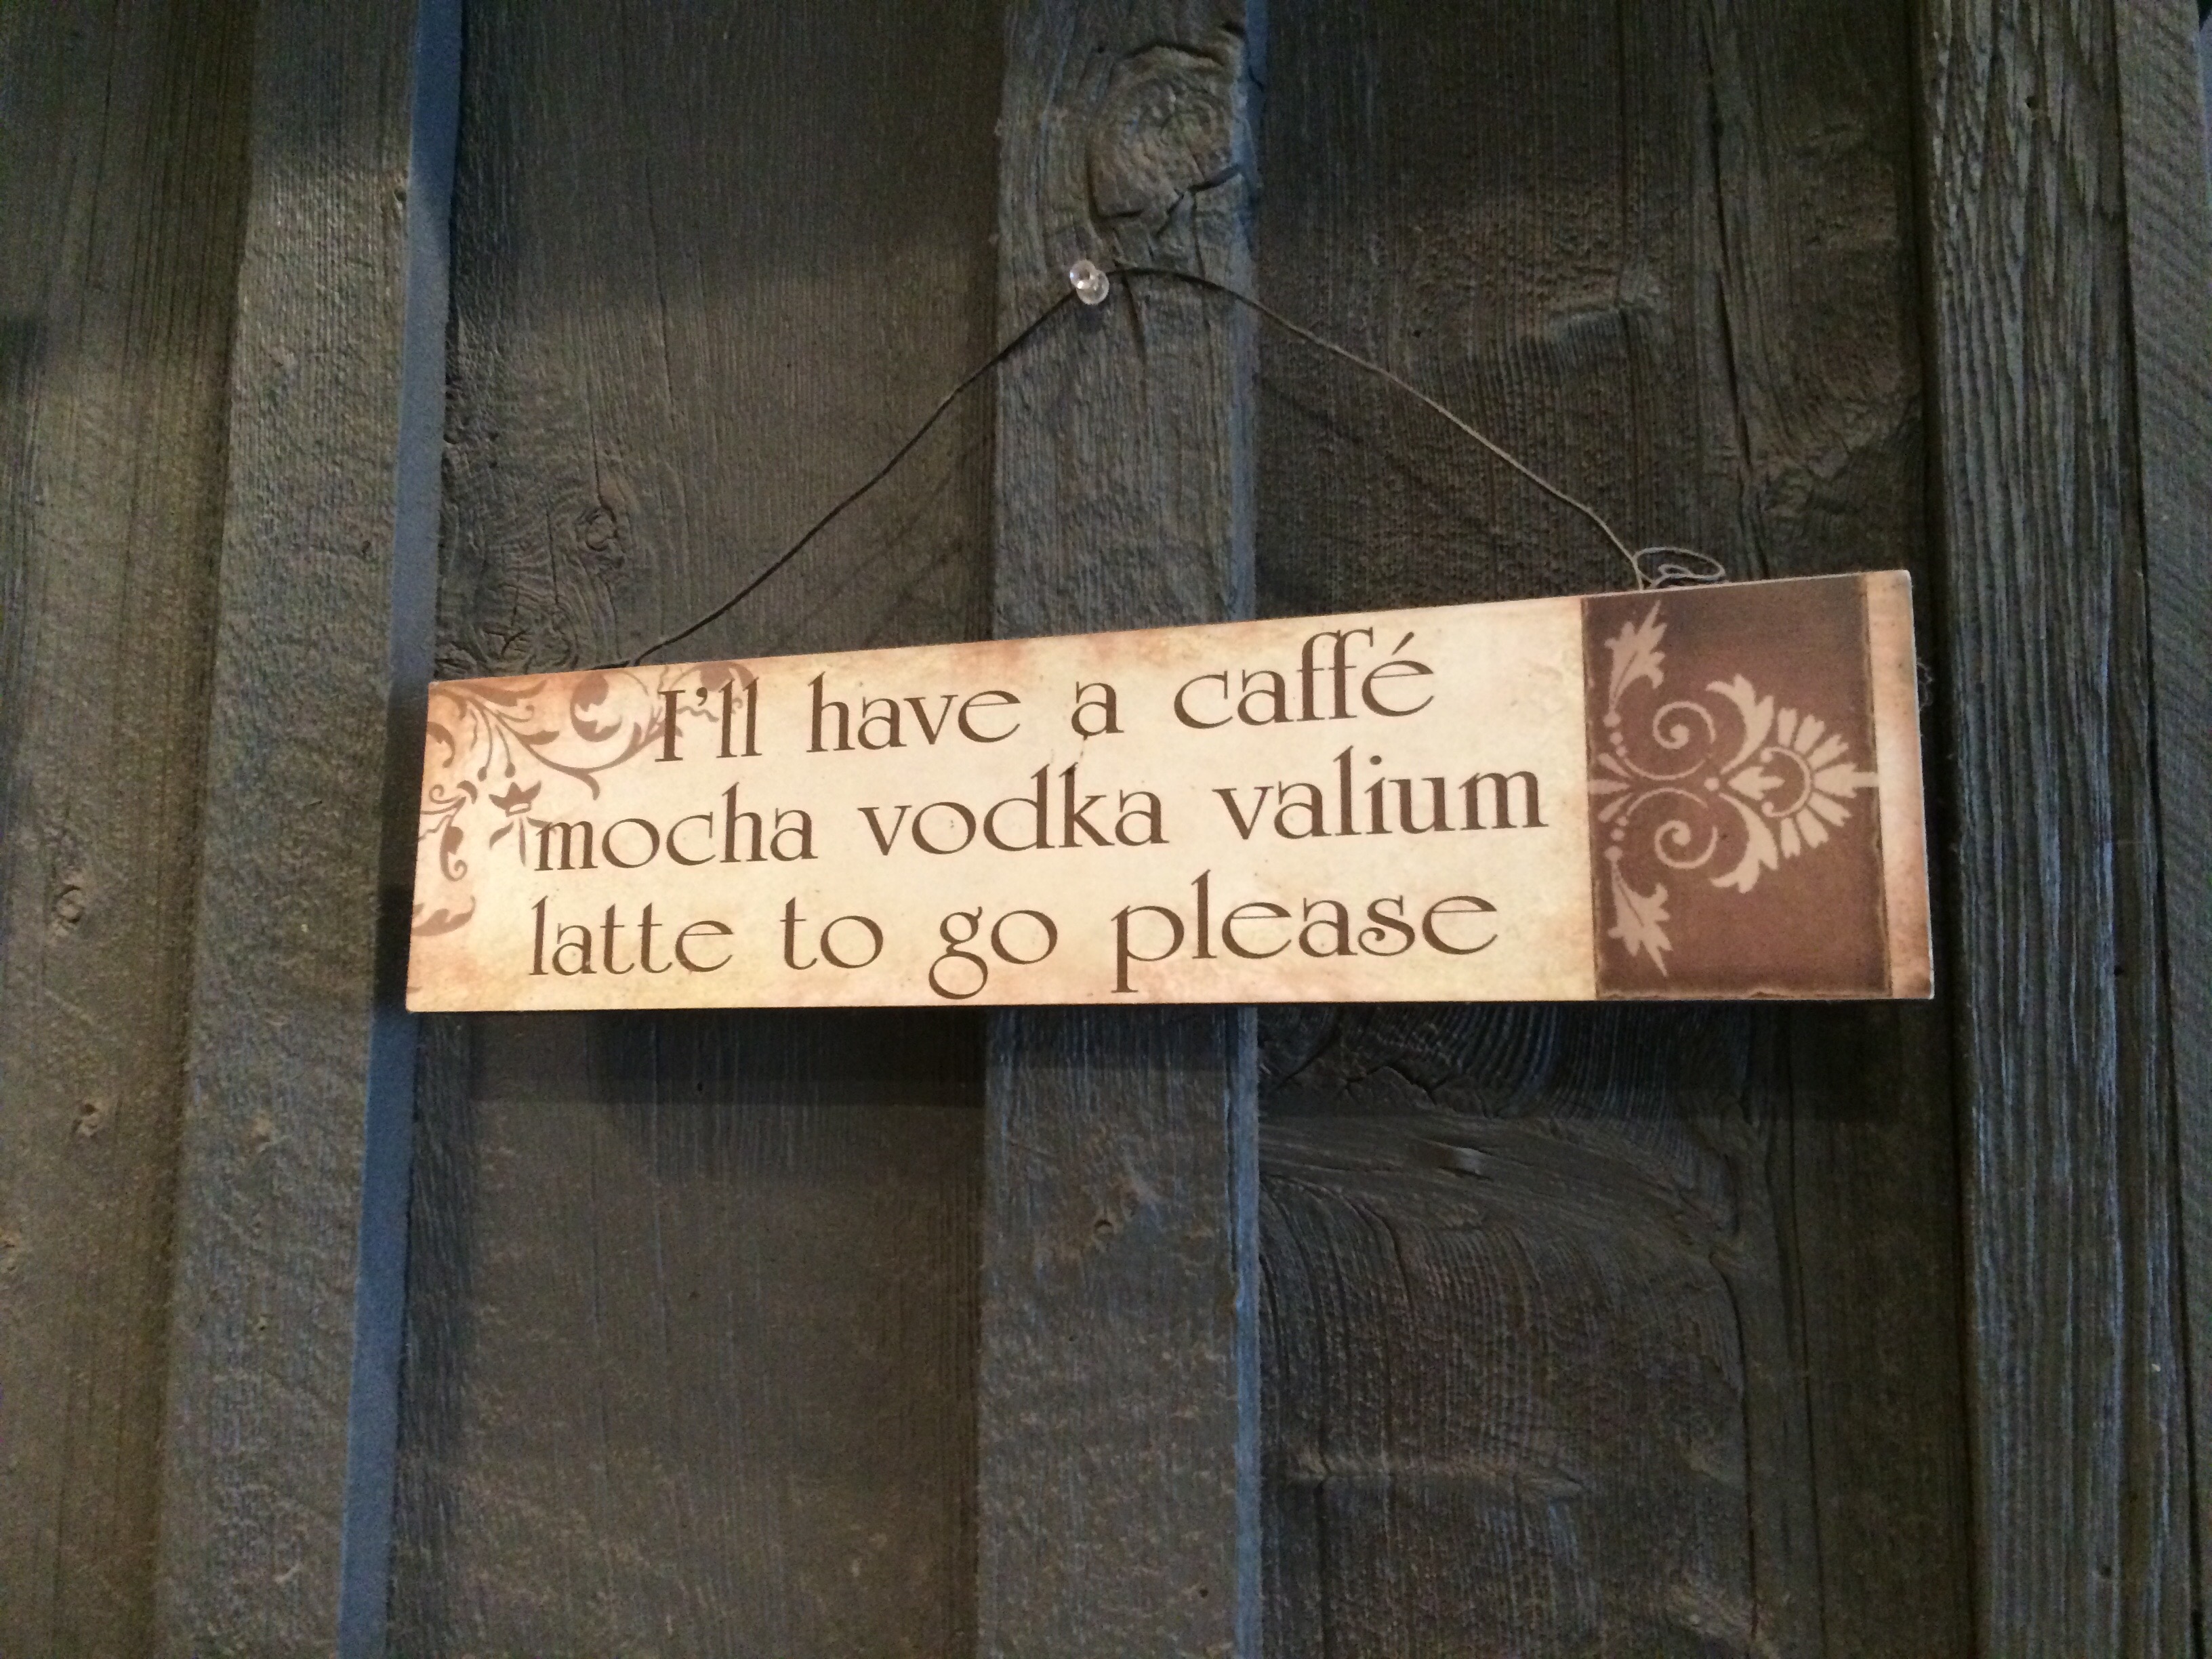 I'll have a caffé
mocha vodka valium
latte to go please